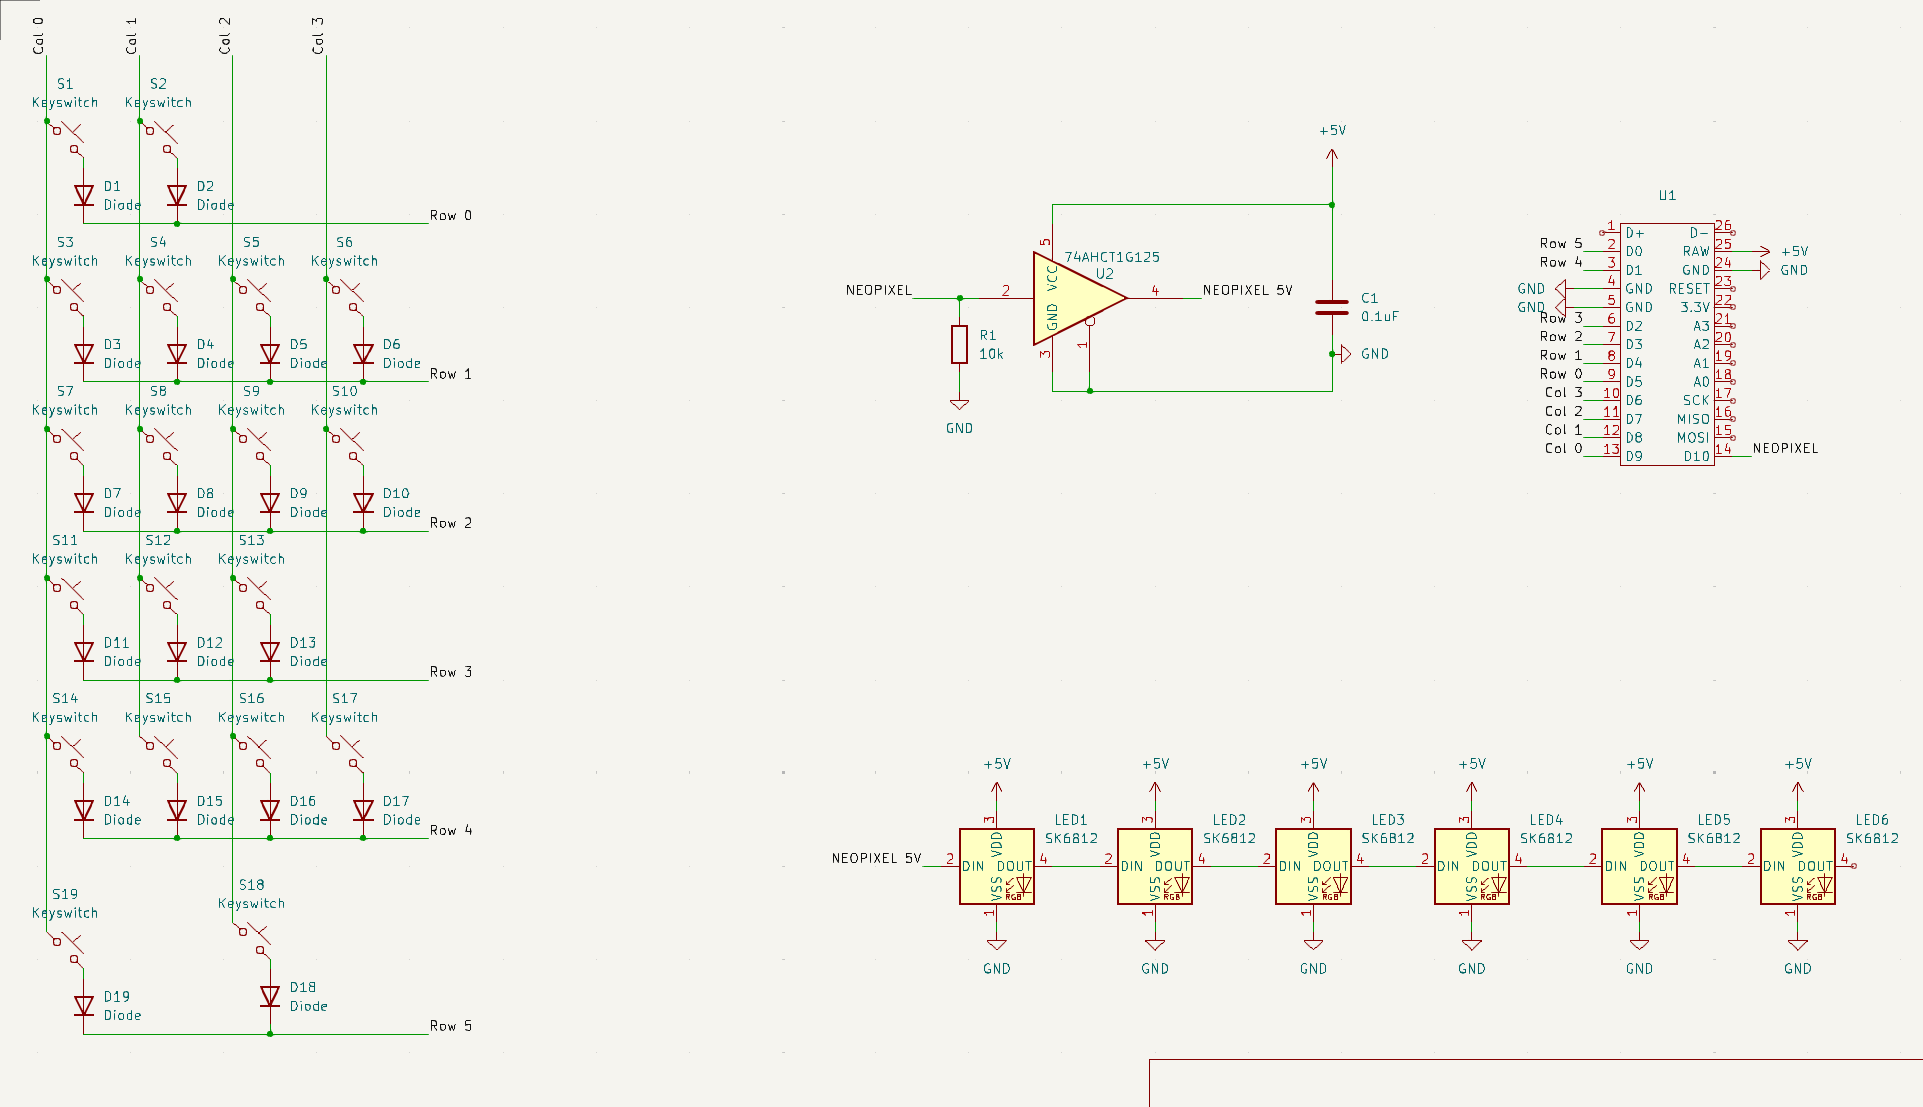 Col 0
Col 1
Col 2
Col 3
S1
Keyswitch
S2
Keyswitch
D1
Diode
D2
Diode
Row 0
S3
Keyswitch
S4
Keyswitch
S5
Keyswitch
S6
Keyswitch
D3
Diode
D4
Diode
D5
Diode
D6
Diode
Row 1
S7
Keyswitch
S8
Keyswitch
S9
Keyswitch
S10
Keyswitch
D7
Diode
D8
Diode
D9
Diode
D10
Diode
Row 2
S11
Keyswitch
S12
Keyswitch
S13
Keyswitch
D11
Diode
D12
Diode
D13
Diode
Row 3
S14
Keyswitch
S15
Keyswitch
S16
Keyswitch
S17
Keyswitch
D14
Diode
D15
Diode
D16
Diode
D17
Diode
Row 4
S19
Keyswitch
S18
Keyswitch
D19
Diode
D18
Diode
Row 5
+5V
5
VCC
74AHCT1G125
U2
NEOPIXEL
2
4
NEOPIXEL 5V
GND
3
1
R1
10k
GND
C1
0.1uF
GND
U1
1 D+ D- 26
Row 5 2 D0 RAW 25 +5V
Row 4 3 D1 GND 24 GND
GND 4 GND RESET 23
GND 5 GND 3.3V 22
Row 3 6 D2 A3 21
Row 2 7 D3 A2 20
Row 1 8 D4 A1 19
Row 0 9 D5 A0 18
Col 3 10 D6 SCK 17
Col 2 11 D7 MISO 16
Col 1 12 D8 MOSI 15
Col 0 13 D9 D10 14 NEOPIXEL
+5V
+5V
+5V
+5V
+5V
+5V
NEOPIXEL 5V
LED1
SK6812
3
VDD
2
DIN
DOUT
4
VSS
RGB
1
GND
LED2
SK6812
3
VDD
2
DIN
DOUT
4
VSS
RGB
1
GND
LED3
SK6812
3
VDD
2
DIN
DOUT
4
VSS
RGB
1
GND
LED4
SK6812
3
VDD
2
DIN
DOUT
4
VSS
RGB
1
GND
LED5
SK6812
3
VDD
2
DIN
DOUT
4
VSS
RGB
1
GND
LED6
SK6812
3
VDD
2
DIN
DOUT
4
VSS
RGB
1
GND